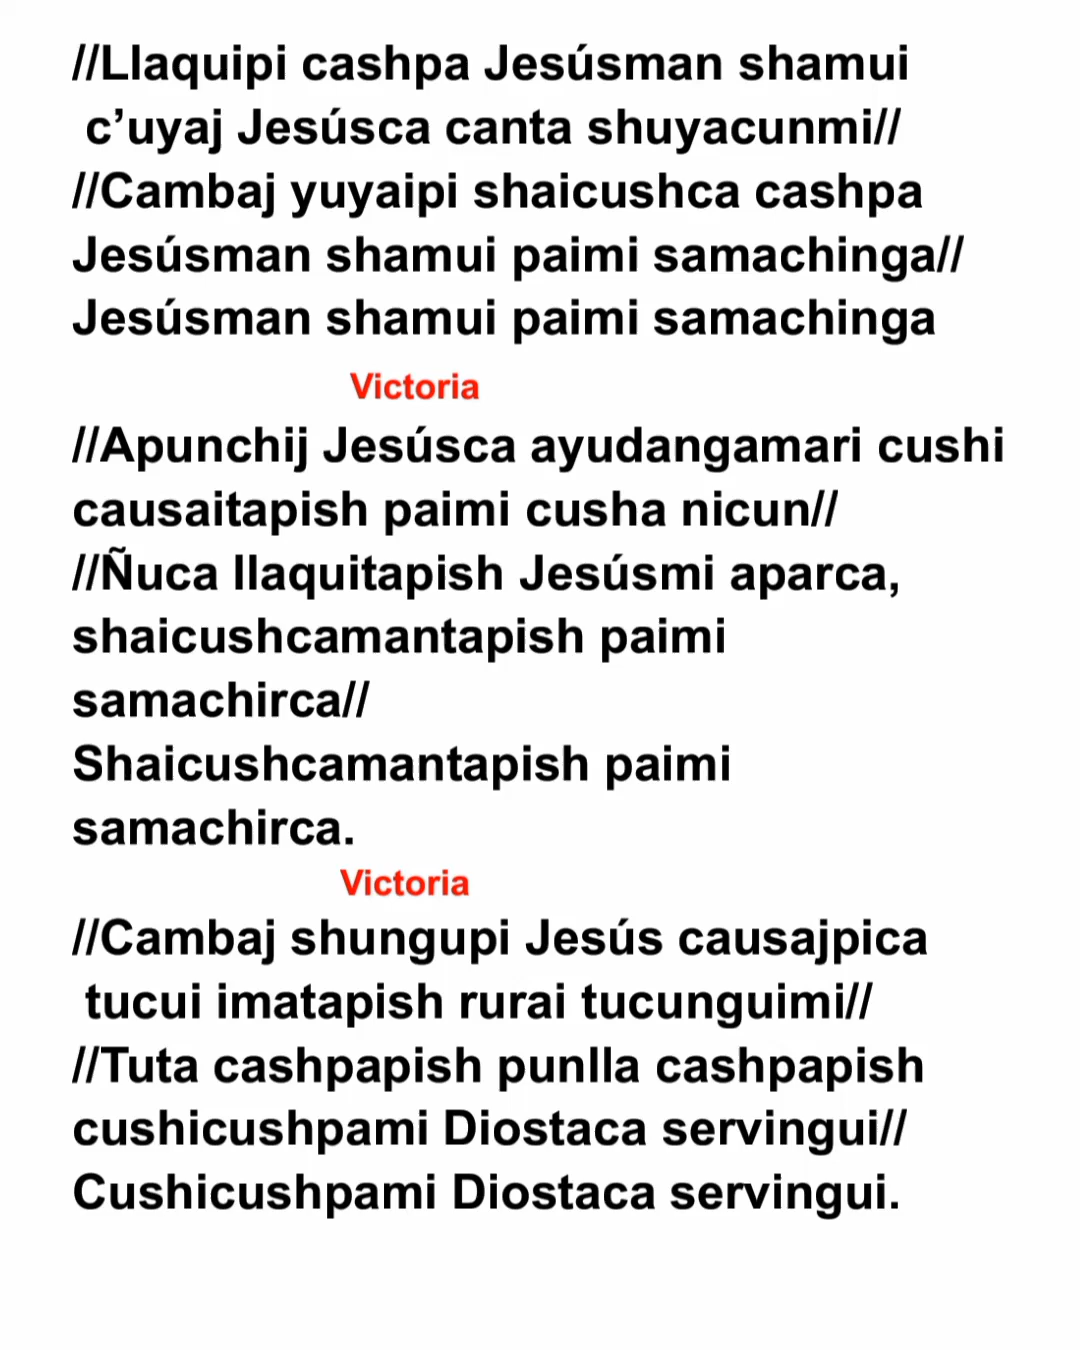 //Llaquipi cashpa Jesúsman shamui
c’uyaj Jesúsca canta shuyacunmi//
//Cambaj yuyaipi shaicushca cashpa
Jesúsman shamui paimi samachinga//
Jesúsman shamui paimi samachinga
Victoria
//Apunchij Jesúsca ayudangamari cushi
causaitapish paimi cusha nicun//
//Ñuca llaquitapish Jesúsmi aparca,
shaicushcamantapish paimi
samachirca//
Shaicushcamantapish paimi
samachirca.
Victoria
//Cambaj shungupi Jesús causajpica
tucui imatapish rurai tucunguimi//
//Tuta cashpapish punlla cashpapish
cushicushpami Diostaca servingui//
Cushicushpami Diostaca servingui.